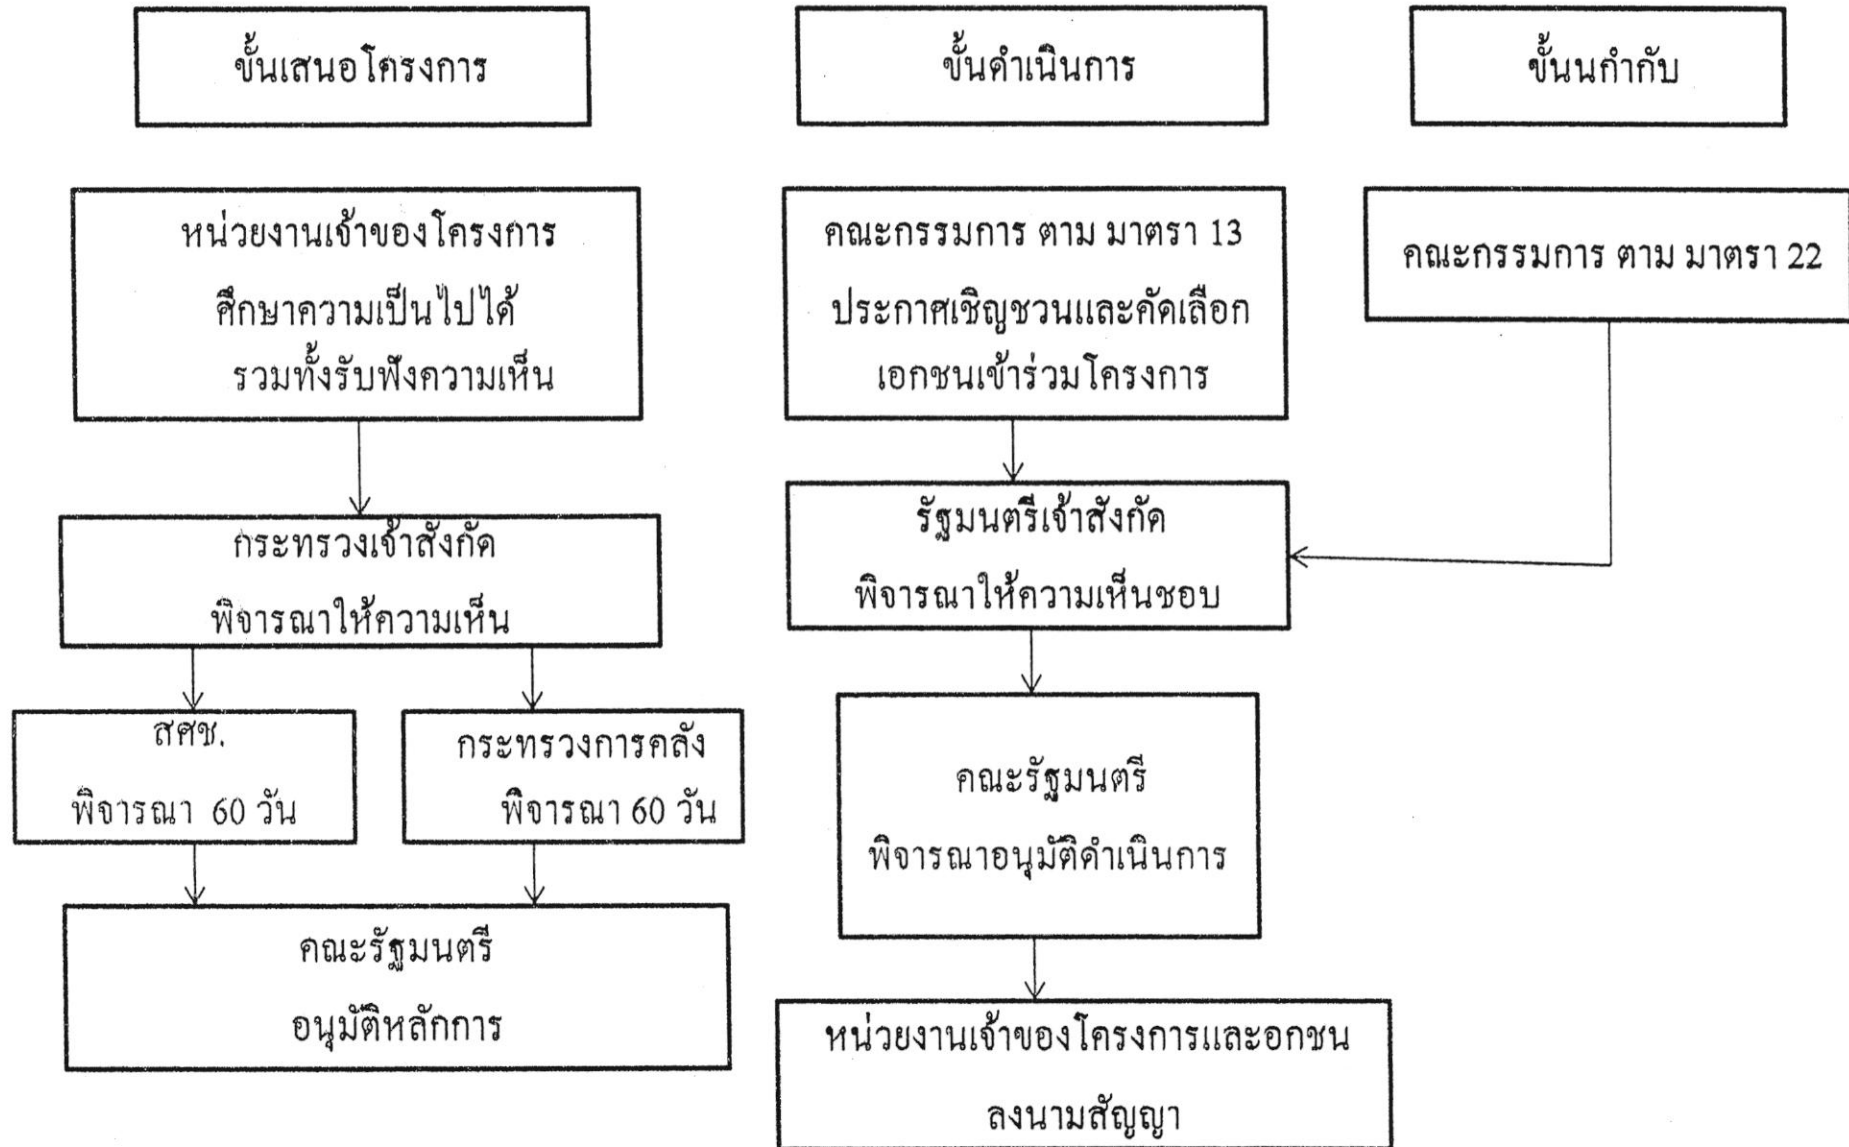 ขั้นเสนอโครงการ
ขั้นดำเนินการ
ขั้นนกำกับ
หน่วยงานเจ้าของโครงการ
ศึกษาความเป็นไปได้
รวมทั้งรับฟังความเห็น
คณะกรรมการ ตาม มาตรา 13
ประกาศเชิญชวนและคัดเลือก
เอกชนเข้าร่วมโครงการ
คณะกรรมการ ตาม มาตรา 22
กระทรวงเจ้าสังกัด
พิจารณาให้ความเห็น
รัฐมนตรีเจ้าสังกัด
พิจารณาให้ความเห็นชอบ
สศช.
พิจารณา 60 วัน
กระทรวงการคลัง
พิจารณา 60 วัน
คณะรัฐมนตรี
พิจารณาอนุมัติดำเนินการ
คณะรัฐมนตรี
อนุมัติหลักการ
หน่วยงานเจ้าของโครงการและอกชน
ลงนามสัญญา